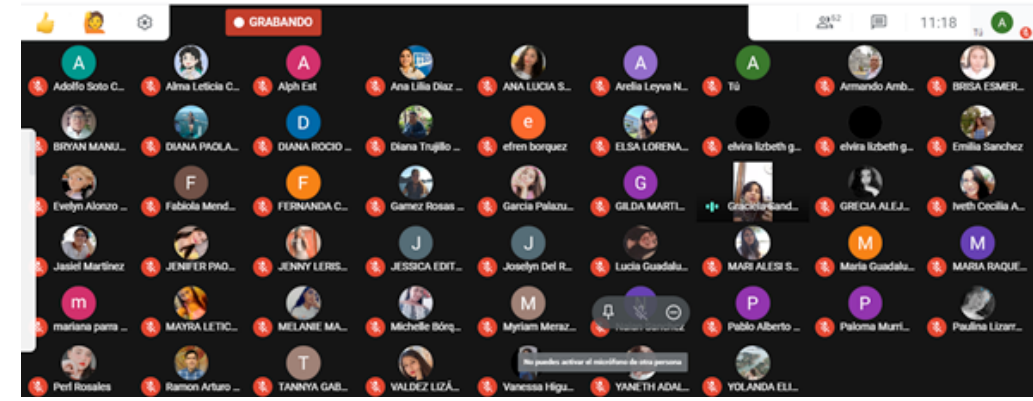 GRABANDO
52
11:18
Tú
A
A
Adolfo Soto C...
Alma Leticia C...
A
Alph Est
Ana Lilia Diaz ...
ANA LUCIA S...
A
Arelia Leyva N...
A
Tú
Armando Amb...
BRISA ESMER...
BRYAN MANU...
DIANA PAOLA...
D
DIANA ROCIO ...
Diana Trujillo ...
e
efren borquez
ELSA LORENA...
elvira lizbeth g...
elvira lizbeth g...
Emilia Sanchez
Evelyn Alonzo ...
F
Fabiola Mend...
F
FERNANDA C...
Gamez Rosas ...
Garcia Palazu...
G
GILDA MARTI...
Graciela Gand...
GRECIA ALEJ...
Iveth Cecilia A...
Jasiel Martinez
JENIFER PAO...
JENNY LERIS...
J
JESSICA EDIT...
J
Joselyn Del R...
Lucia Guadalu...
MARI ALESI S...
M
Maria Guadalu...
M
MARIA RAQUE...
m
mariana parra ...
MAYRA LETIC...
MELANIE MA...
Michelle Bórq...
M
Myriam Meraz...
P
Pablo Alberto ...
P
Paloma Murri...
Paulina Lizarr...
No puedes activar el micrófono de otra persona
Perf Rosales
Ramon Arturo ...
T
TANNYA GAB...
VALDEZ LIZÁ...
Vanessa Higu...
YANETH ADAL...
YOLANDA ELI...